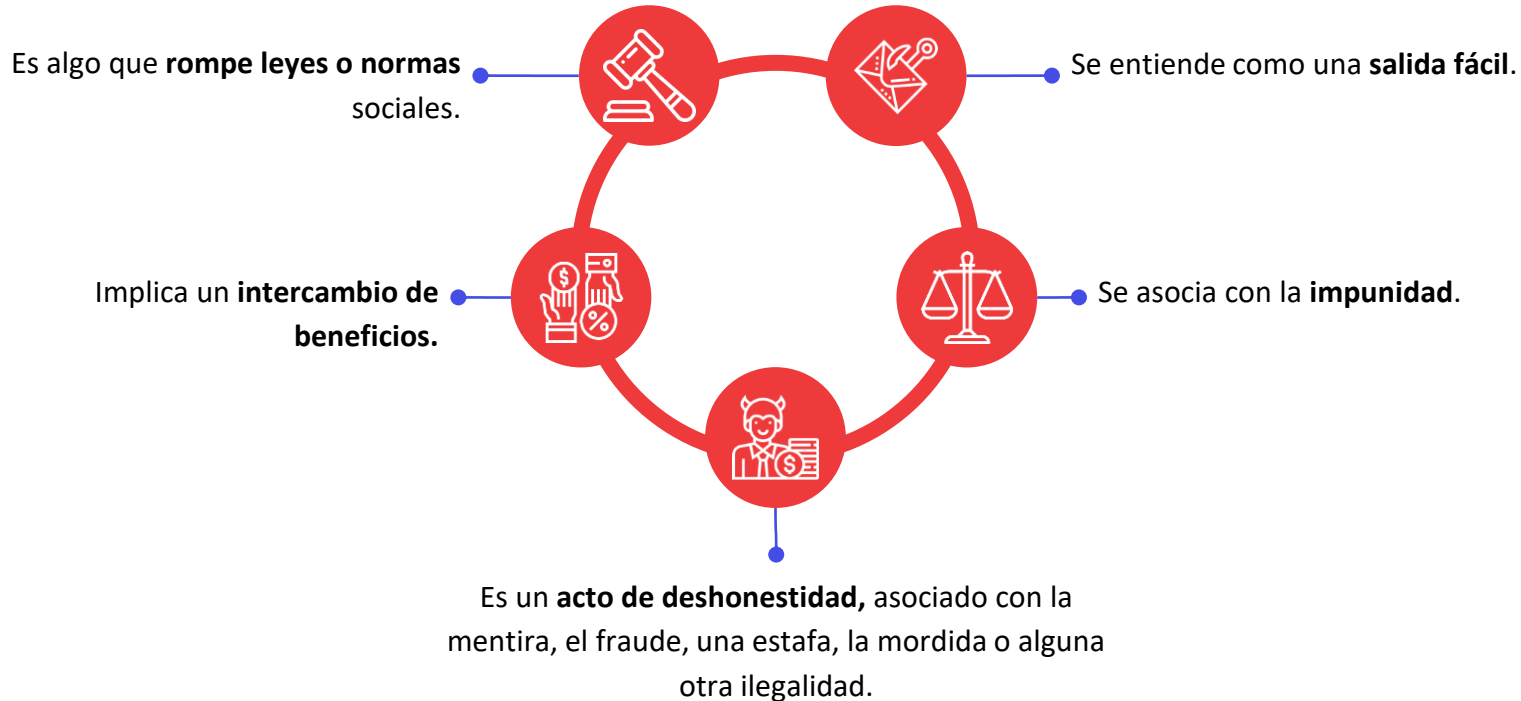 Es algo que rompe leyes o normas
sociales.
Se entiende como una salida fácil.
Implica un intercambio de
beneficios.
Se asocia con la impunidad.
Es un acto de deshonestidad, asociado con la
mentira, el fraude, una estafa, la mordida o alguna
otra ilegalidad.